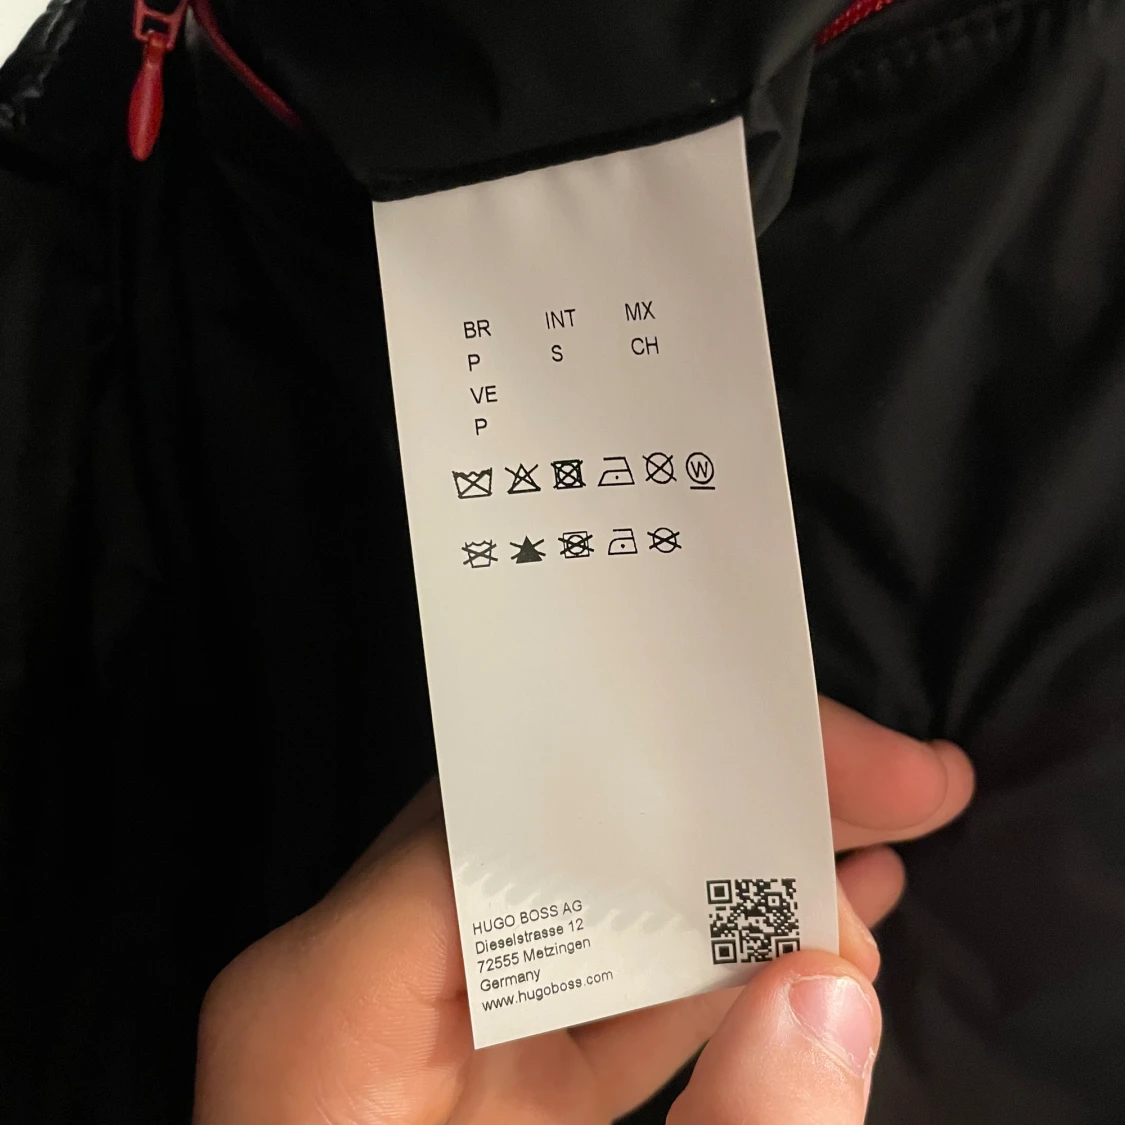 BR INT MX
P S CH
VE
P
W
HUGO BOSS AG
Dieselstrasse 12
72555 Metzingen
Germany
www.hugoboss.com